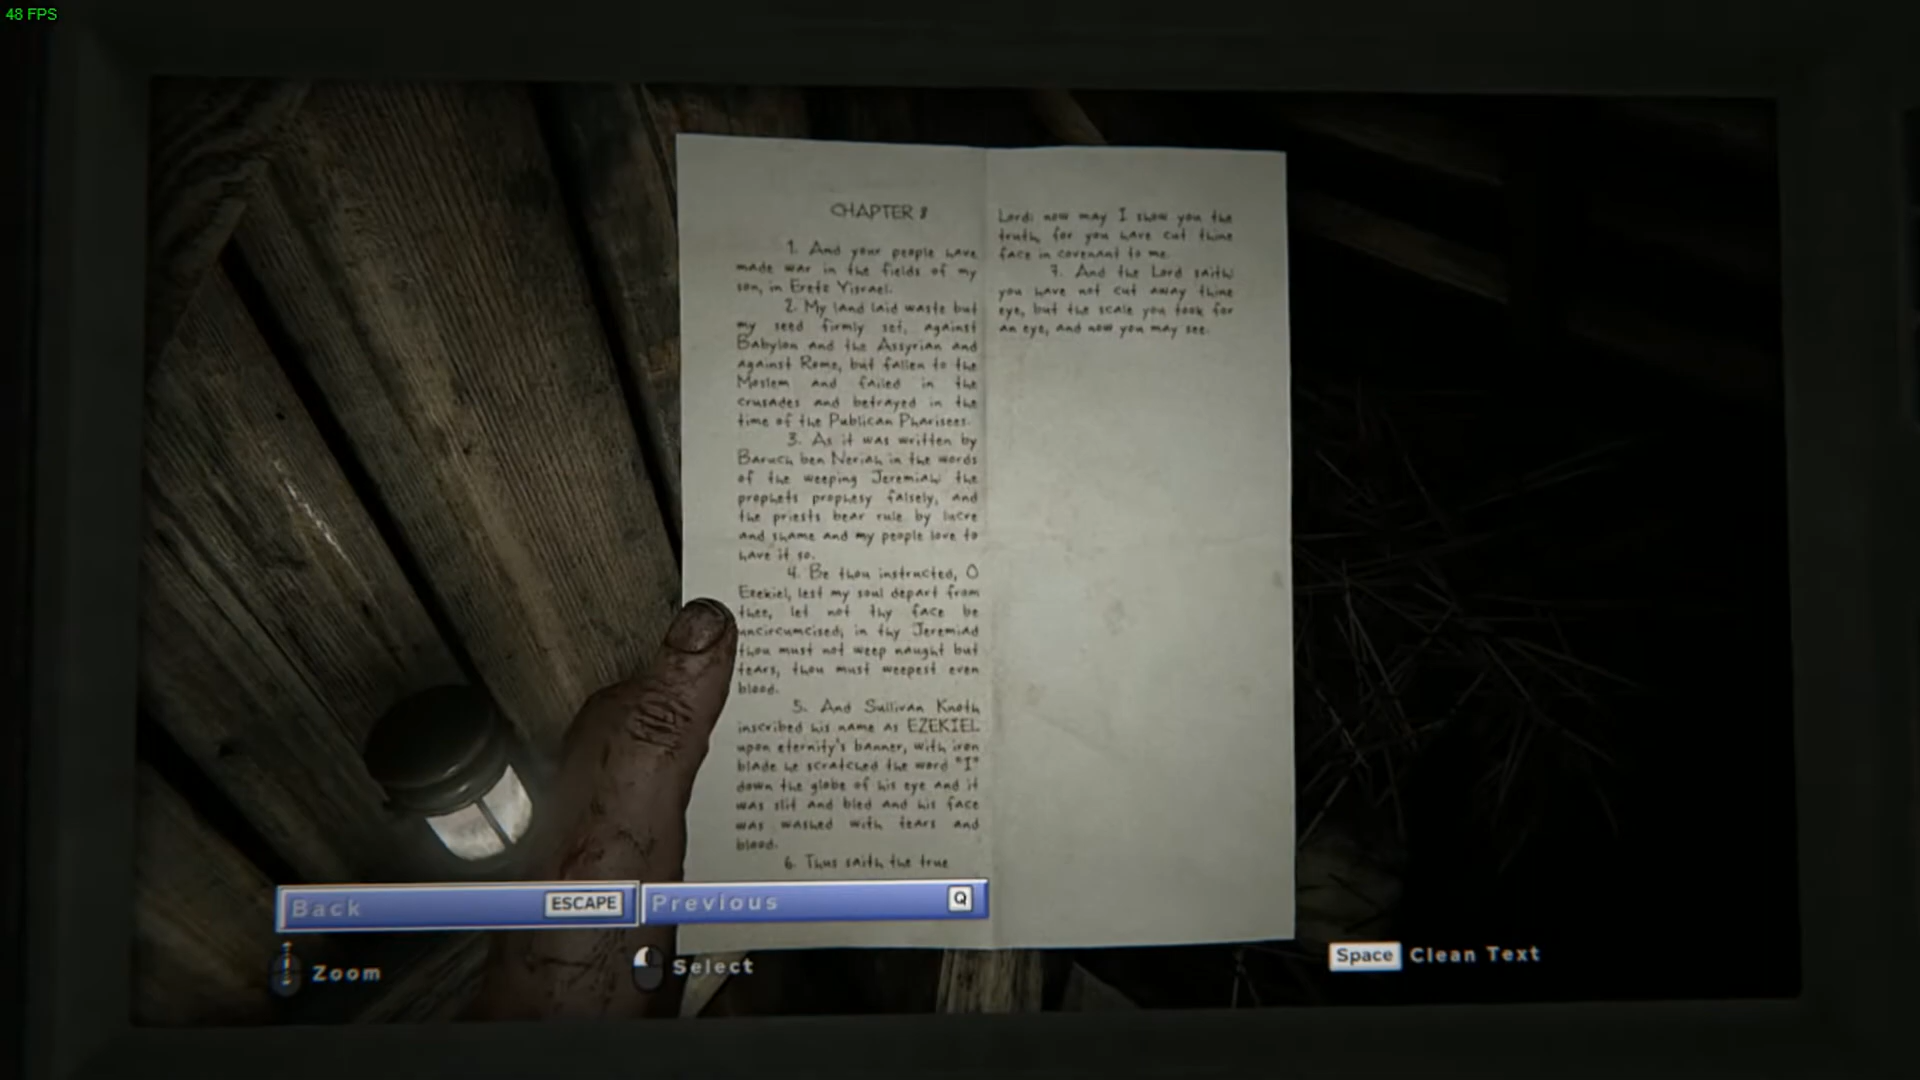 48 FPS
CHAPTER 8
1. And your people have
made war in the fields of my
son, in Eretz Yisrael.
2. My land laid waste but
my seed firmly set, against
Babylon and the Assyrian and
against Rome, but fallen to the
Moslem and failed in the
crusades and betrayed in the
time of the Publican Pharisees.
3. As it was written by
Baruch ben Neriah in the words
of the weeping Jeremiah: the
prophets prophesy falsely, and
the priests bear rule by lucre
and shame and my people love to
have it so.
4. Be thou instructed, O
Ezekiel, lest my soul depart from
thee, let not thy face be
uncircumcised; in thy Jeremiad
thou must not weep naught but
tears, thou must weepest even
blood.
5. And Sullivan Knoth
inscribed his name as EZEKIEL
upon eternity's banner, with iron
blade he scratched the word "I"
down the globe of his eye and it
was slit and bled and his face
was washed with tears and
blood.
6. Thus saith the true
Lord: now may I show you the
truth, for you have cut thine
face in covenant to me.
7. And the Lord saith:
you have not cut away thine
eye, but the scale you took for
an eye, and now you may see.
Back ESCAPE Previous Q
Zoom Select Space Clean Text